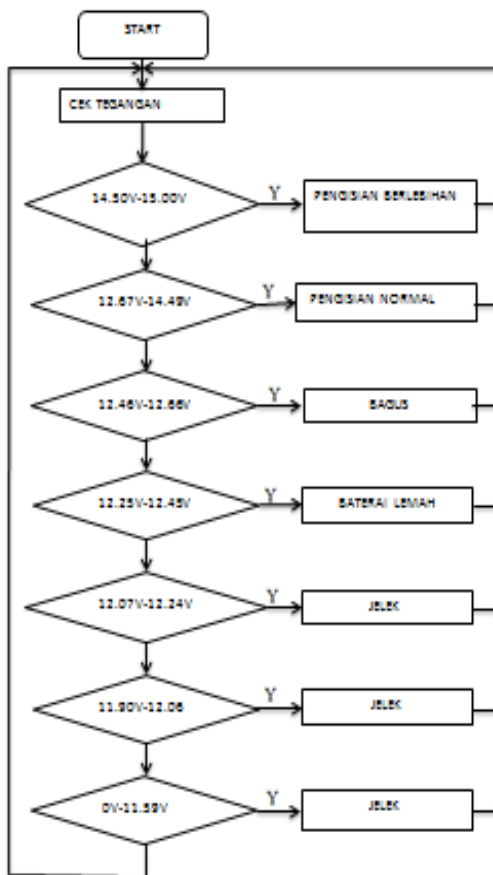 START
CEK TEGANGAN
14.50V-15.00V
Y
PENGISIAN BERLEBIHAN
12.67V-14.49V
Y
PENGISIAN NORMAL
12.46V-12.66V
Y
BAGUS
12.25V-12.45V
Y
BATERAI LEMAH
12.07V-12.24V
Y
JELEK
11.90V-12.06
Y
JELEK
0V-11.89V
Y
JELEK